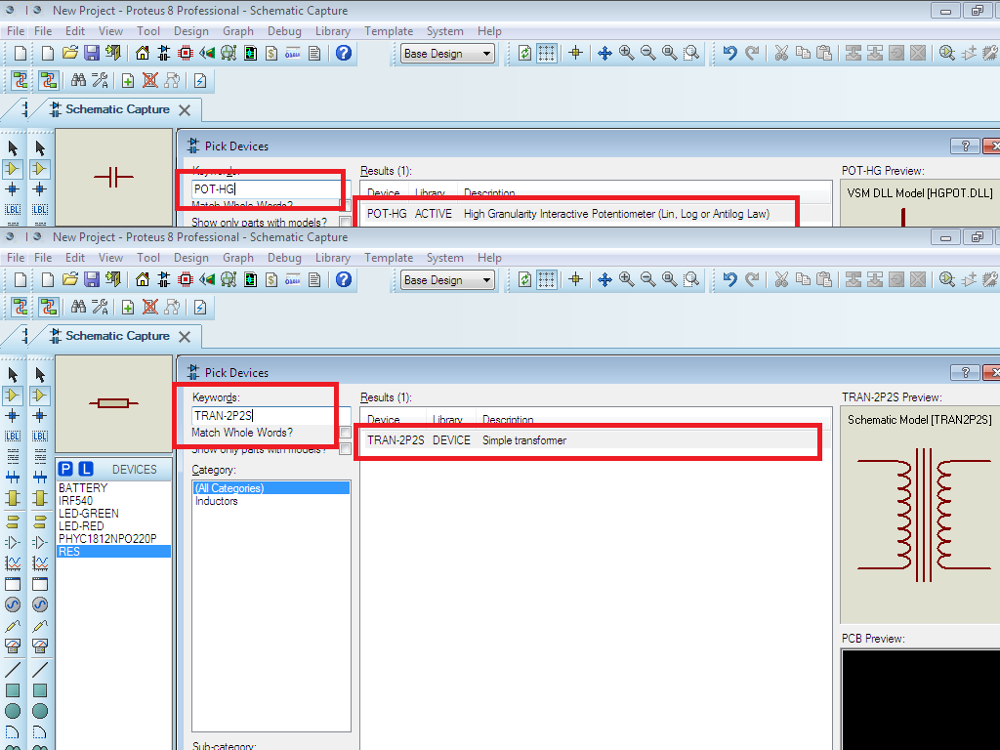 New Project - Proteus 8 Professional - Schematic Capture
File File Edit View Tool Design Graph Debug Library Template System Help
Base Design
Schematic Capture
Pick Devices
Keywords:
Results (1):
POT-HG Preview:
POT-HG
Device Library Description
VSM DLL Model [HGPOT.DLL]
Match Whole Words?
POT-HG ACTIVE High Granularity Interactive Potentiometer (Lin, Log or Antilog Law)
Show only parts with models?
New Project - Proteus 8 Professional - Schematic Capture
File File Edit View Tool Design Graph Debug Library Template System Help
Base Design
Schematic Capture
Pick Devices
Keywords:
Results (1):
TRAN-2P2S Preview:
TRAN-2P2S
Device Library Description
Schematic Model [TRAN2P2S]
Match Whole Words?
TRAN-2P2S DEVICE Simple transformer
Show only parts with models?
P L DEVICES
Category:
BATTERY
(All Categories)
IRF540
Inductors
LED-GREEN
LED-RED
PHYC1812NPO220P
RES
PCB Preview:
Sub-category: